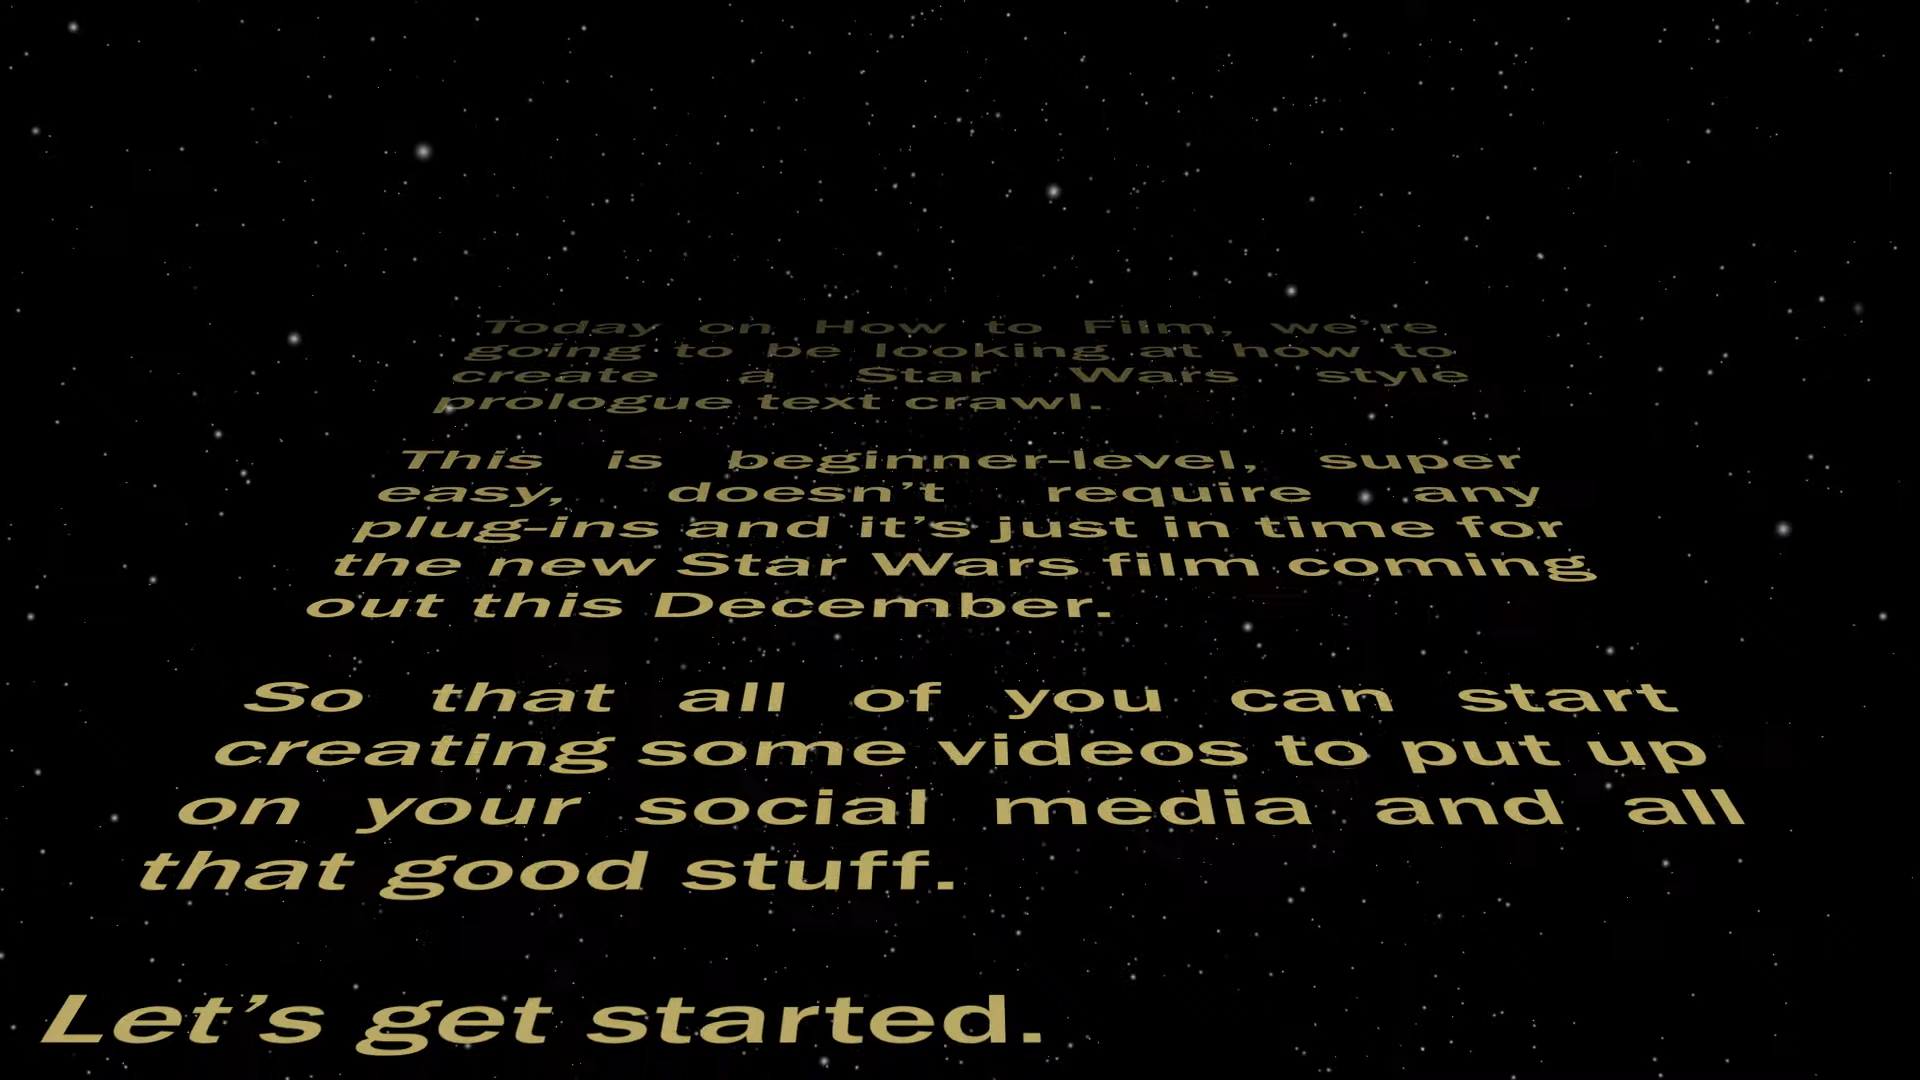 Today on How to Film, we’re
going to be looking at how to
create a Star Wars style
prologue text crawl.
This is beginner-level, super
easy, doesn’t require any
plug-ins and it’s just in time for
the new Star Wars film coming
out this December.
So that all of you can start
creating some videos to put up
on your social media and all
that good stuff.
Let’s get started.